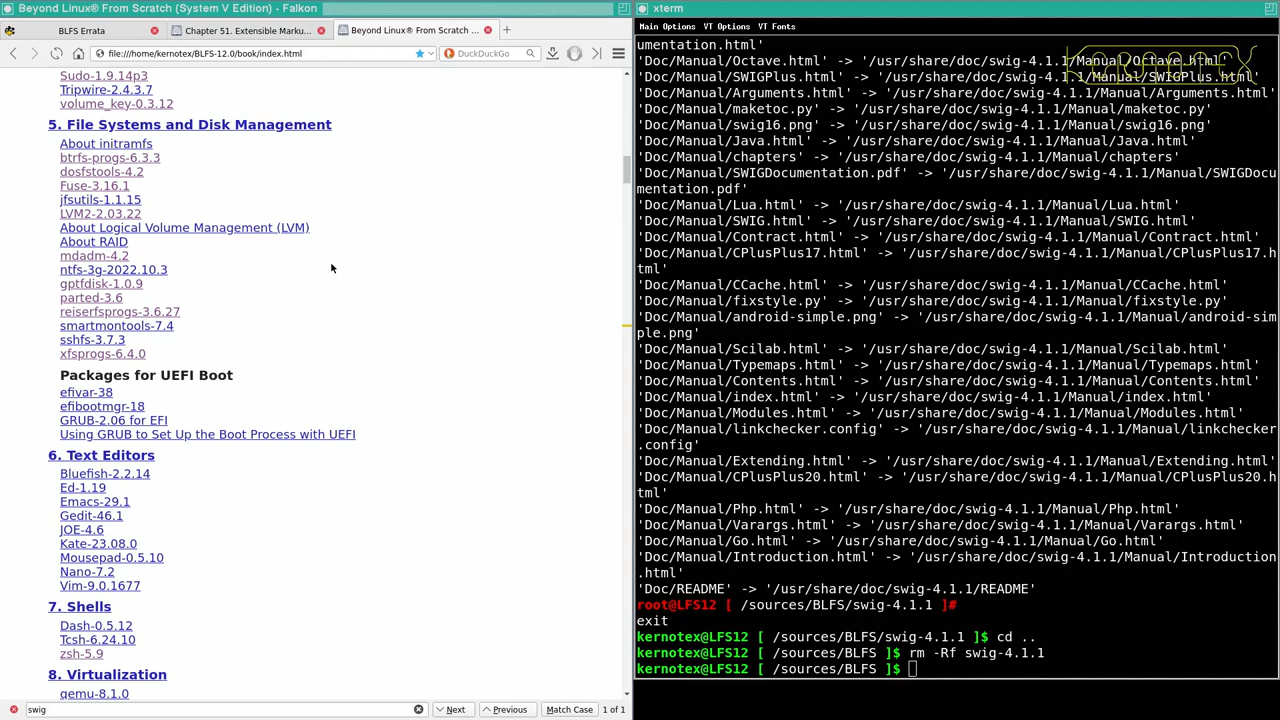 Beyond Linux® From Scratch (System V Edition) - Falkon
BLFS Errata
Chapter 51. Extensible Marku...
Beyond Linux® From Scratch ...
file:///home/kernotex/BLFS-12.0/book/index.html
DuckDuckGo
Sudo-1.9.14p3
Tripwire-2.4.3.7
volume_key-0.3.12
5. File Systems and Disk Management
About initramfs
btrfs-progs-6.3.3
dosfstools-4.2
Fuse-3.16.1
jfsutils-1.1.15
LVM2-2.03.22
About Logical Volume Management (LVM)
About RAID
mdadm-4.2
ntfs-3g-2022.10.3
gptfdisk-1.0.9
parted-3.6
reiserfsprogs-3.6.27
smartmontools-7.4
sshfs-3.7.3
xfsprogs-6.4.0
Packages for UEFI Boot
efivar-38
efibootmgr-18
GRUB-2.06 for EFI
Using GRUB to Set Up the Boot Process with UEFI
6. Text Editors
Bluefish-2.2.14
Ed-1.19
Emacs-29.1
Gedit-46.1
JOE-4.6
Kate-23.08.0
Mousepad-0.5.10
Nano-7.2
Vim-9.0.1677
7. Shells
Dash-0.5.12
Tcsh-6.24.10
zsh-5.9
8. Virtualization
qemu-8.1.0
swig
Next
Previous
Match Case
1 of 1
xterm
Main Options VT Options VT Fonts
KERNOTEX
umentation.html'
'Doc/Manual/Octave.html' -> '/usr/share/doc/swig-4.1.1/Manual/Octave.html'
'Doc/Manual/SWIGPlus.html' -> '/usr/share/doc/swig-4.1.1/Manual/SWIGPlus.html'
'Doc/Manual/Arguments.html' -> '/usr/share/doc/swig-4.1.1/Manual/Arguments.html'
'Doc/Manual/maketoc.py' -> '/usr/share/doc/swig-4.1.1/Manual/maketoc.py'
'Doc/Manual/swig16.png' -> '/usr/share/doc/swig-4.1.1/Manual/swig16.png'
'Doc/Manual/Java.html' -> '/usr/share/doc/swig-4.1.1/Manual/Java.html'
'Doc/Manual/chapters' -> '/usr/share/doc/swig-4.1.1/Manual/chapters'
'Doc/Manual/SWIGDocumentation.pdf' -> '/usr/share/doc/swig-4.1.1/Manual/SWIGDocu
mentation.pdf'
'Doc/Manual/Lua.html' -> '/usr/share/doc/swig-4.1.1/Manual/Lua.html'
'Doc/Manual/SWIG.html' -> '/usr/share/doc/swig-4.1.1/Manual/SWIG.html'
'Doc/Manual/Contract.html' -> '/usr/share/doc/swig-4.1.1/Manual/Contract.html'
'Doc/Manual/CPlusPlus17.html' -> '/usr/share/doc/swig-4.1.1/Manual/CPlusPlus17.h
tml'
'Doc/Manual/CCache.html' -> '/usr/share/doc/swig-4.1.1/Manual/CCache.html'
'Doc/Manual/fixstyle.py' -> '/usr/share/doc/swig-4.1.1/Manual/fixstyle.py'
'Doc/Manual/android-simple.png' -> '/usr/share/doc/swig-4.1.1/Manual/android-sim
ple.png'
'Doc/Manual/Scilab.html' -> '/usr/share/doc/swig-4.1.1/Manual/Scilab.html'
'Doc/Manual/Typemaps.html' -> '/usr/share/doc/swig-4.1.1/Manual/Typemaps.html'
'Doc/Manual/Contents.html' -> '/usr/share/doc/swig-4.1.1/Manual/Contents.html'
'Doc/Manual/index.html' -> '/usr/share/doc/swig-4.1.1/Manual/index.html'
'Doc/Manual/Modules.html' -> '/usr/share/doc/swig-4.1.1/Manual/Modules.html'
'Doc/Manual/linkchecker.config' -> '/usr/share/doc/swig-4.1.1/Manual/linkchecker
.config'
'Doc/Manual/Extending.html' -> '/usr/share/doc/swig-4.1.1/Manual/Extending.html'
'Doc/Manual/CPlusPlus20.html' -> '/usr/share/doc/swig-4.1.1/Manual/CPlusPlus20.h
tml'
'Doc/Manual/Php.html' -> '/usr/share/doc/swig-4.1.1/Manual/Php.html'
'Doc/Manual/Varargs.html' -> '/usr/share/doc/swig-4.1.1/Manual/Varargs.html'
'Doc/Manual/Go.html' -> '/usr/share/doc/swig-4.1.1/Manual/Go.html'
'Doc/Manual/Introduction.html' -> '/usr/share/doc/swig-4.1.1/Manual/Introduction
.html'
'Doc/README' -> '/usr/share/doc/swig-4.1.1/README'
root@LFS12 [ /sources/BLFS/swig-4.1.1 ]#
exit
kernotex@LFS12 [ /sources/BLFS/swig-4.1.1 ]$ cd ..
kernotex@LFS12 [ /sources/BLFS ]$ rm -Rf swig-4.1.1
kernotex@LFS12 [ /sources/BLFS ]$